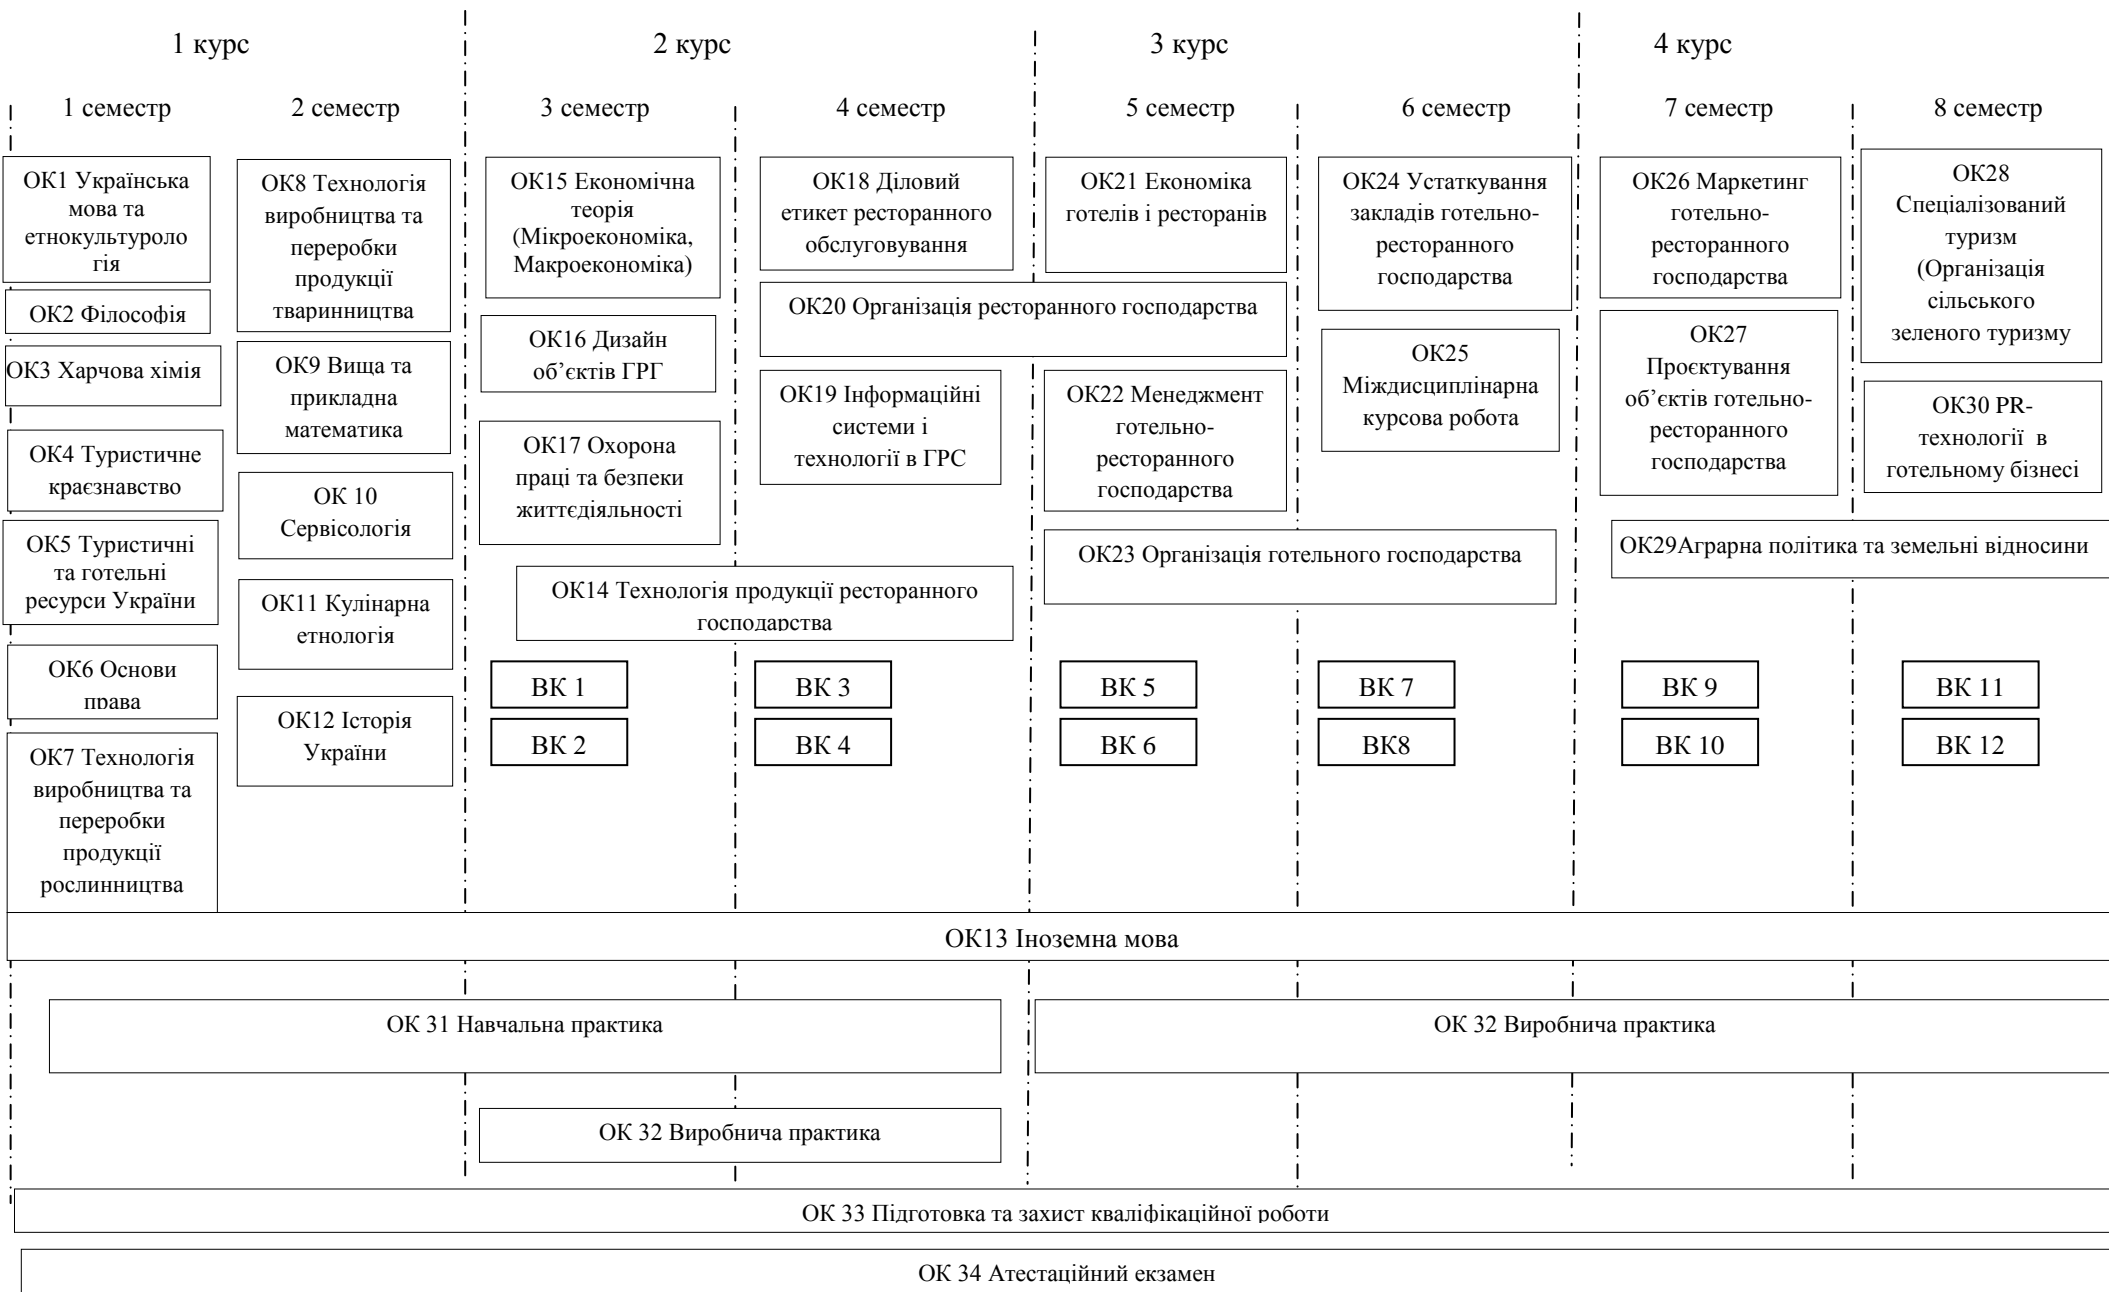 1 курс
2 курс
3 курс
4 курс
1 семестр
2 семестр
3 семестр
4 семестр
5 семестр
6 семестр
7 семестр
8 семестр
ОК1 Українська
мова та
етнокультуроло
гія
ОК2 Філософія
ОК3 Харчова хімія
ОК4 Туристичне
краєзнавство
ОК5 Туристичні
та готельні
ресурси України
ОК6 Основи
права
ОК7 Технологія
виробництва та
переробки
продукції
рослинництва
ОК8 Технологія
виробництва та
переробки
продукції
тваринництва
ОК9 Вища та
прикладна
математика
ОК 10
Сервісологія
ОК11 Кулінарна
етнологія
ОК12 Історія
України
ОК15 Економічна
теорія
(Мікроекономіка,
Макроекономіка)
ОК16 Дизайн
об’єктів ГРГ
ОК17 Охорона
праці та безпеки
життєдіяльності
ОК14 Технологія продукції ресторанного
господарства
ВК 1
ВК 2
ОК18 Діловий
етикет ресторанного
обслуговування
ОК20 Організація ресторанного господарства
ОК19 Інформаційні
системи і
технології в ГРС
ВК 3
ВК 4
ОК21 Економіка
готелів і ресторанів
ОК22 Менеджмент
готельно-
ресторанного
господарства
ОК23 Організація готельного господарства
ВК 5
ВК 6
ОК24 Устаткування
закладів готельно-
ресторанного
господарства
ОК25
Міждисциплінарна
курсова робота
ВК 7
ВК8
ОК26 Маркетинг
готельно-
ресторанного
господарства
ОК27
Проєктування
об’єктів готельно-
ресторанного
господарства
ОК29Аграрна політика та земельні відносини
ВК 9
ВК 10
ОК28
Спеціалізований
туризм
(Організація
сільського
зеленого туризму
ОК30 PR-
технології в
готельному бізнесі
ВК 11
ВК 12
ОК13 Іноземна мова
ОК 31 Навчальна практика
ОК 32 Виробнича практика
ОК 32 Виробнича практика
ОК 33 Підготовка та захист кваліфікаційної роботи
ОК 34 Атестаційний екзамен